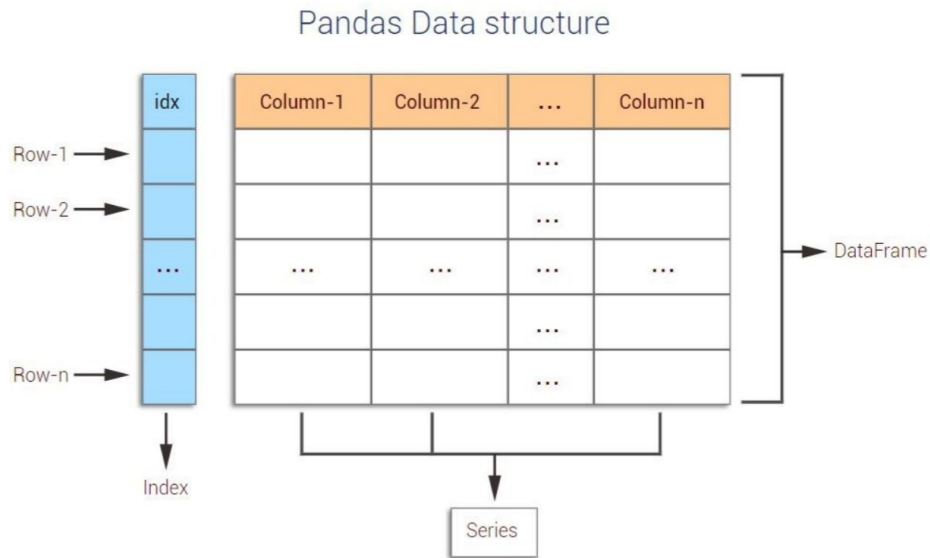 Pandas Data structure
idx Column-1 Column-2 ... Column-n
Row-1 ...
Row-2 ...
... ... ... ... ...
DataFrame
...
Row-n ...
Index
Series